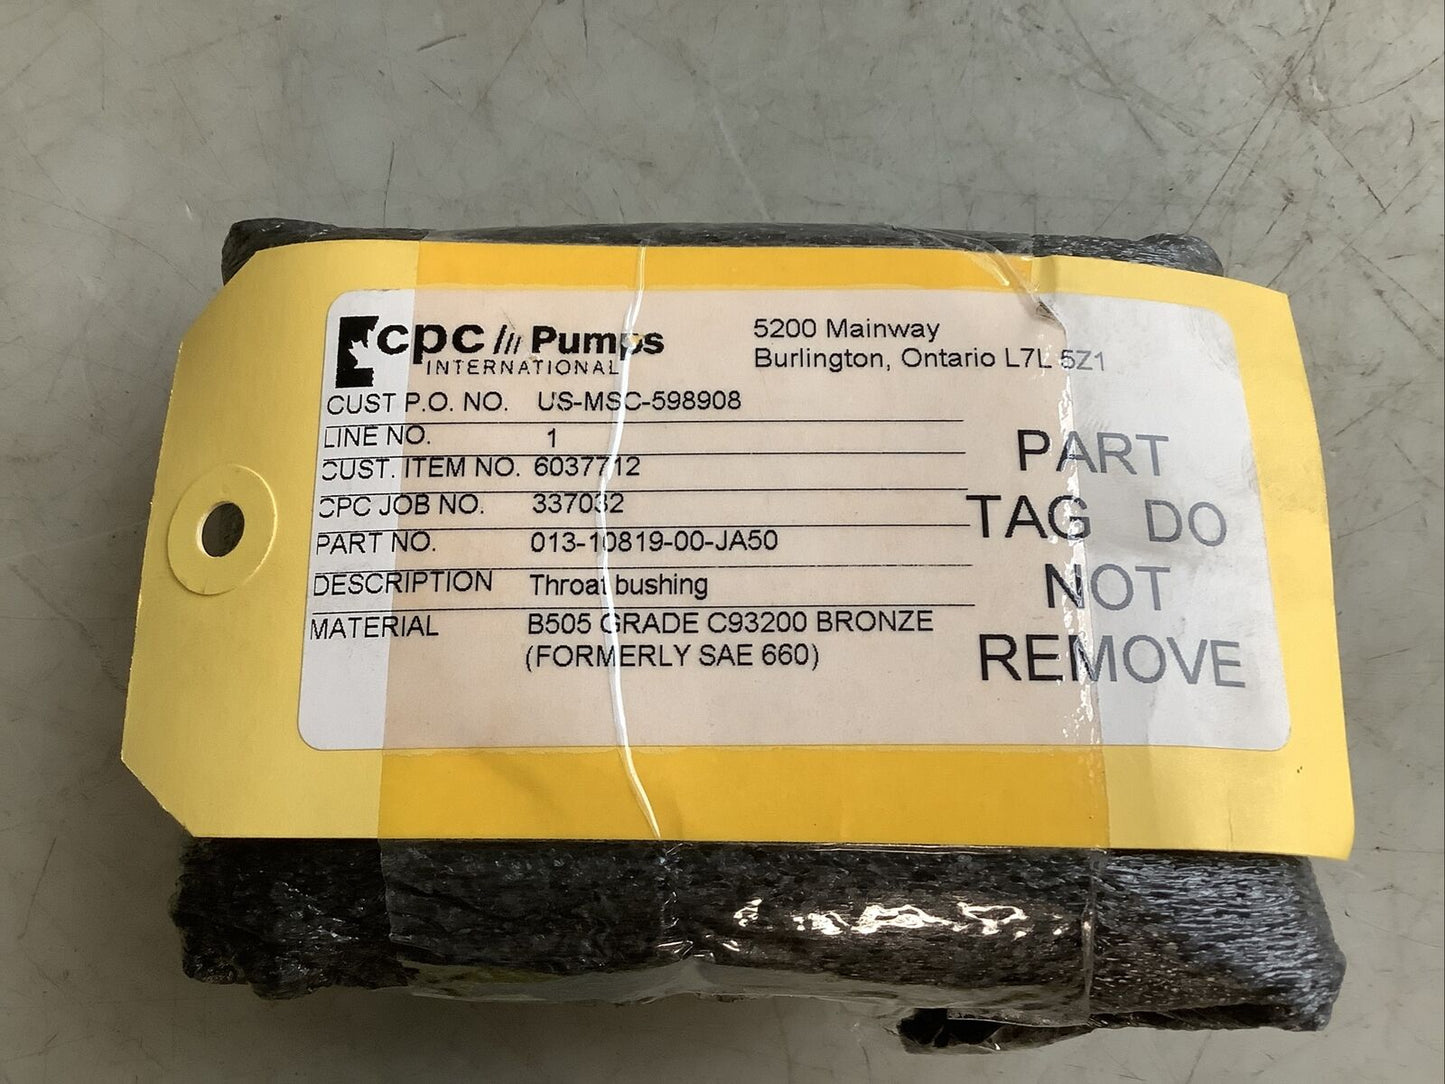 cpc /// Pumps
INTERNATIONAL
5200 Mainway
Burlington, Ontario L7L 5Z1
CUST P.O. NO. US-MSC-598908
LINE NO. 1
CUST. ITEM NO. 6037712
CPC JOB NO. 337032
PART NO. 013-10819-00-JA50
DESCRIPTION Throat bushing
MATERIAL B505 GRADE C93200 BRONZE
(FORMERLY SAE 660)
PART
TAG DO
NOT
REMOVE